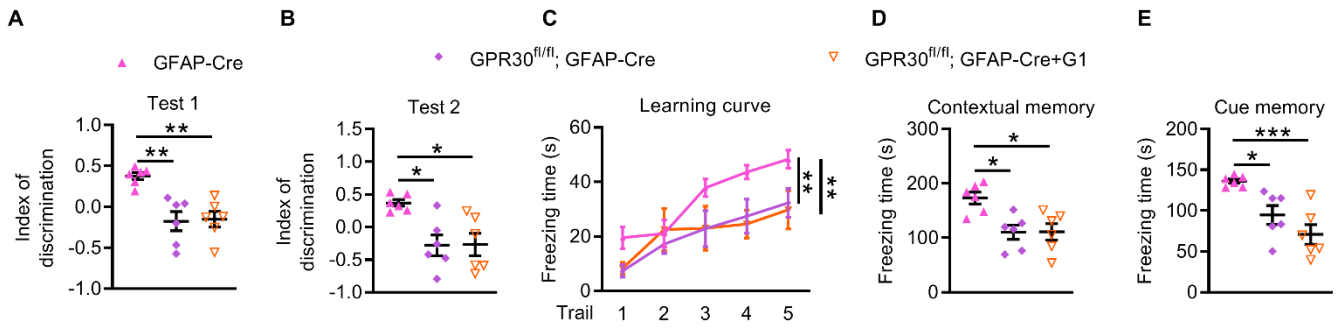 A
B
C
D
E
GFAP-Cre
GPR30fl/fl; GFAP-Cre
GPR30fl/fl; GFAP-Cre+G1
Test 1
Index of
discrimination
1.0
0.5
0.0
-0.5
-1.0
**
**
Test 2
Index of
discrimination
1.5
1.0
0.5
0.0
-0.5
-1.0
*
*
Learning curve
Freezing time (s)
60
40
20
0
Trail 1 2 3 4 5
**
**
Contextual memory
Freezing time (s)
300
200
100
0
*
*
Cue memory
Freezing time (s)
200
150
100
50
0
***
*